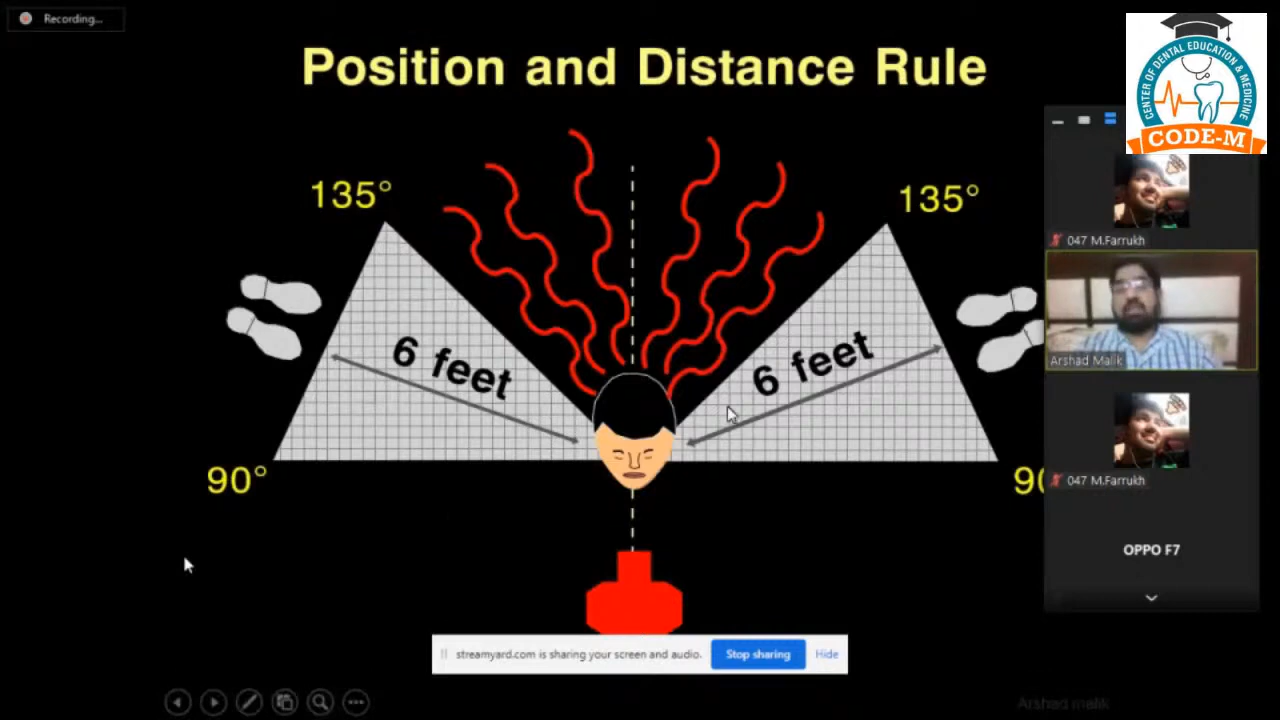 Recording...
Position and Distance Rule
CENTER OF DENTAL EDUCATION & MEDICINE
CODE-M
135°
135°
047 M.Farrukh
6 feet
6 feet
Arshad Malik
90°
90
047 M.Farrukh
OPPO F7
streamyard.com is sharing your screen and audio.
Stop sharing
Hide
Arshad malik